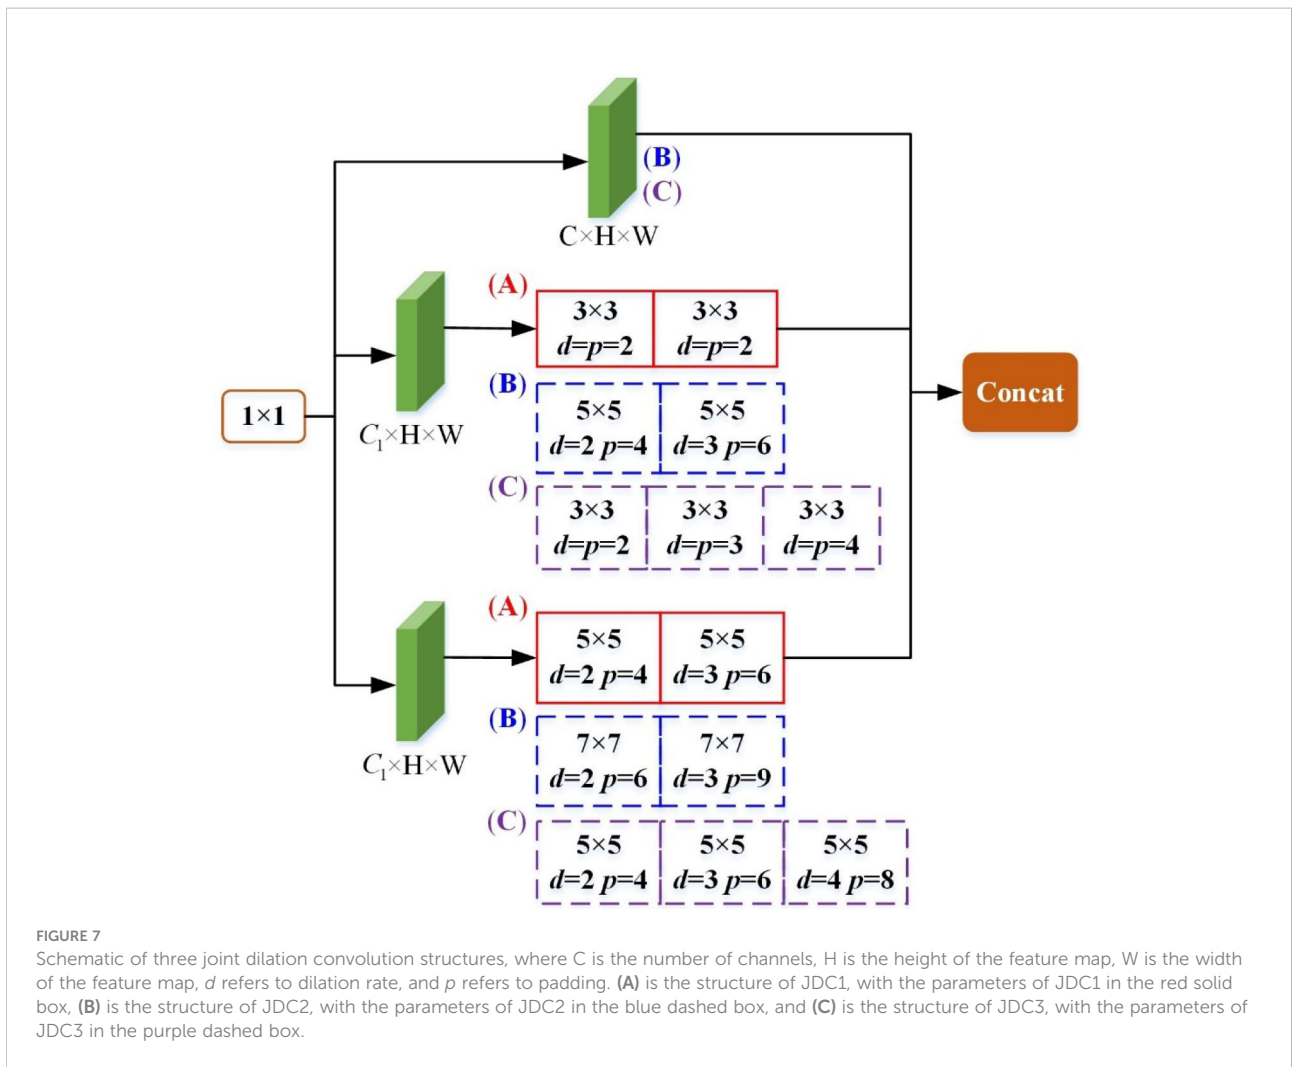 (B)
(C)
C×H×W
(A)
3×3 3×3
d=p=2 d=p=2
C₁×H×W
(B)
5×5 5×5
d=2 p=4 d=3 p=6
1×1
Concat
(C)
3×3 3×3 3×3
d=p=2 d=p=3 d=p=4
(A)
5×5 5×5
d=2 p=4 d=3 p=6
C₁×H×W
(B)
7×7 7×7
d=2 p=6 d=3 p=9
(C)
5×5 5×5 5×5
d=2 p=4 d=3 p=6 d=4 p=8
FIGURE 7
Schematic of three joint dilation convolution structures, where C is the number of channels, H is the height of the feature map, W is the width
of the feature map, d refers to dilation rate, and p refers to padding. (A) is the structure of JDC1, with the parameters of JDC1 in the red solid
box, (B) is the structure of JDC2, with the parameters of JDC2 in the blue dashed box, and (C) is the structure of JDC3, with the parameters of
JDC3 in the purple dashed box.